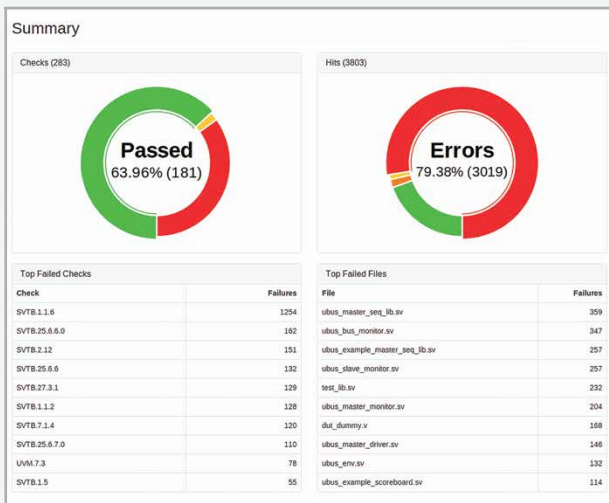 Summary
Checks (283)
Hits (3803)
Passed
63.96% (181)
Errors
79.38% (3019)
Top Failed Checks
Check Failures
SVTB.1.1.6 1254
SVTB.25.6.6.0 162
SVTB.2.12 151
SVTB.25.6.6 132
SVTB.27.3.1 129
SVTB.1.1.2 128
SVTB.7.1.4 120
SVTB.25.6.7.0 110
UVM.7.3 78
SVTB.1.5 55
Top Failed Files
File Failures
ubus_master_seq_lib.sv 359
ubus_bus_monitor.sv 347
ubus_example_master_seq_lib.sv 257
ubus_slave_monitor.sv 257
test_lib.sv 232
ubus_master_monitor.sv 204
dut_dummy.v 168
ubus_master_driver.sv 146
ubus_env.sv 132
ubus_example_scoreboard.sv 114